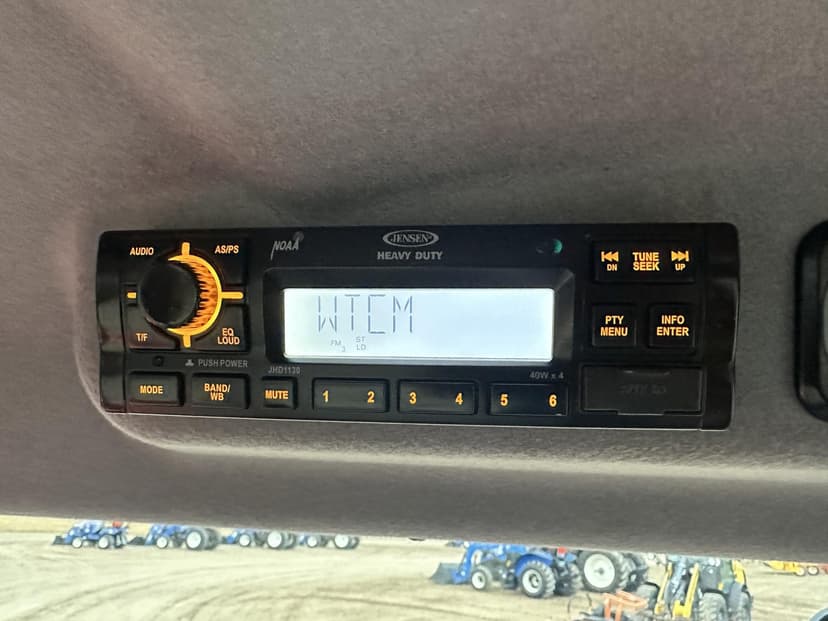 AUDIO
AS/PS
T/F
EQ
LOUD
PUSH POWER
NOAA
JENSEN
HEAVY DUTY
WTCM
FM
3
ST
LD.
TUNE
SEEK
DN
UP
PTY
MENU
INFO
ENTER
MODE
BAND/
WB
MUTE
JHD1130
1 2
3 4
5 6
40W x 4